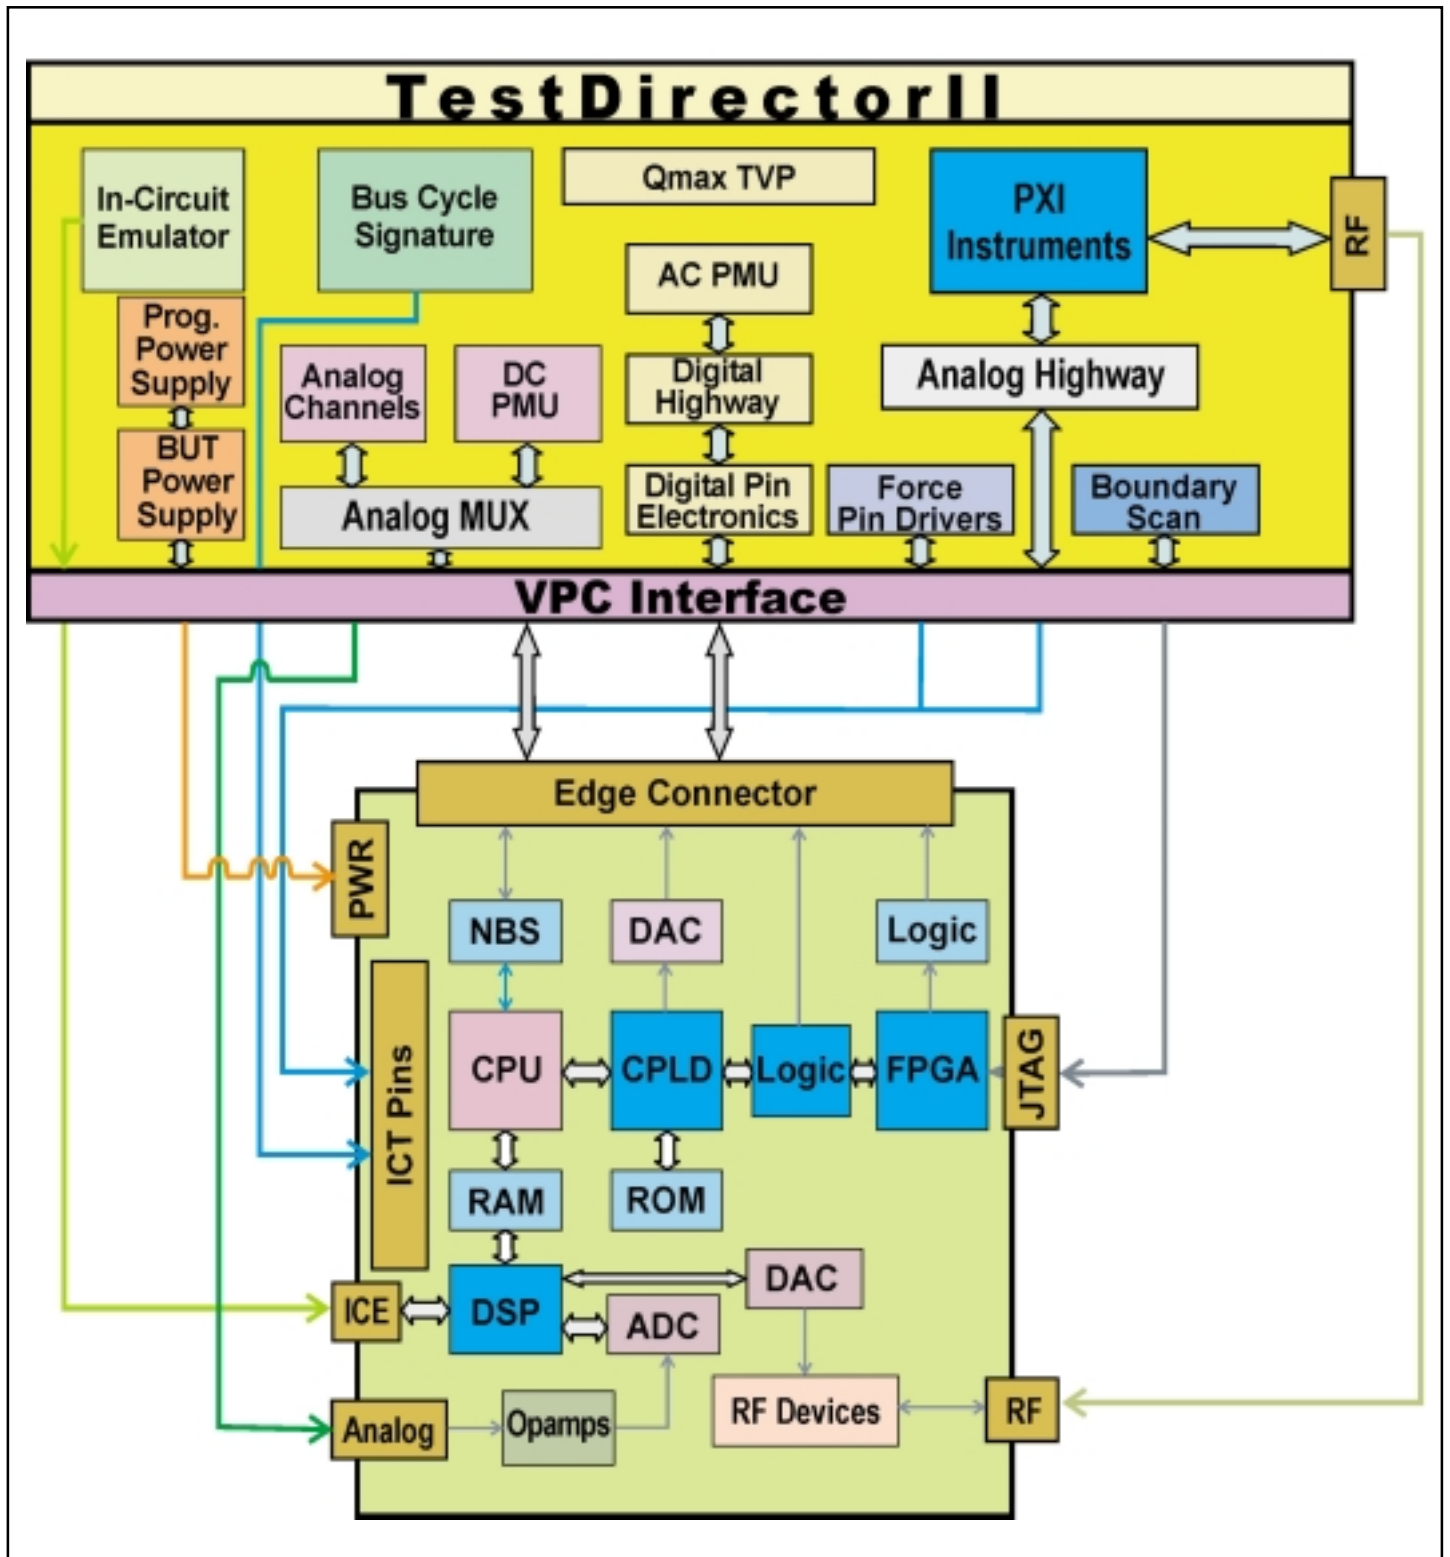 TestDirectorII
In-Circuit
Emulator
Bus Cycle
Signature
Qmax TVP
PXI
Instruments
RF
AC PMU
Prog.
Power
Supply
Analog
Channels
DC
PMU
Digital
Highway
Analog Highway
BUT
Power
Supply
Analog MUX
Digital Pin
Electronics
Force
Pin Drivers
Boundary
Scan
VPC Interface
Edge Connector
PWR
NBS
DAC
Logic
ICT Pins
CPU
CPLD
Logic
FPGA
JTAG
RAM
ROM
ICE
DSP
DAC
ADC
Analog
Opamps
RF Devices
RF